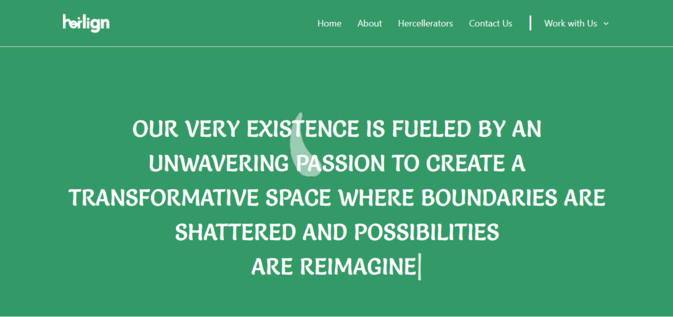 herlign
Home About Hercellerators Contact Us Work with Us
OUR VERY EXISTENCE IS FUELED BY AN
UNWAVERING PASSION TO CREATE A
TRANSFORMATIVE SPACE WHERE BOUNDARIES ARE
SHATTERED AND POSSIBILITIES
ARE REIMAGINE